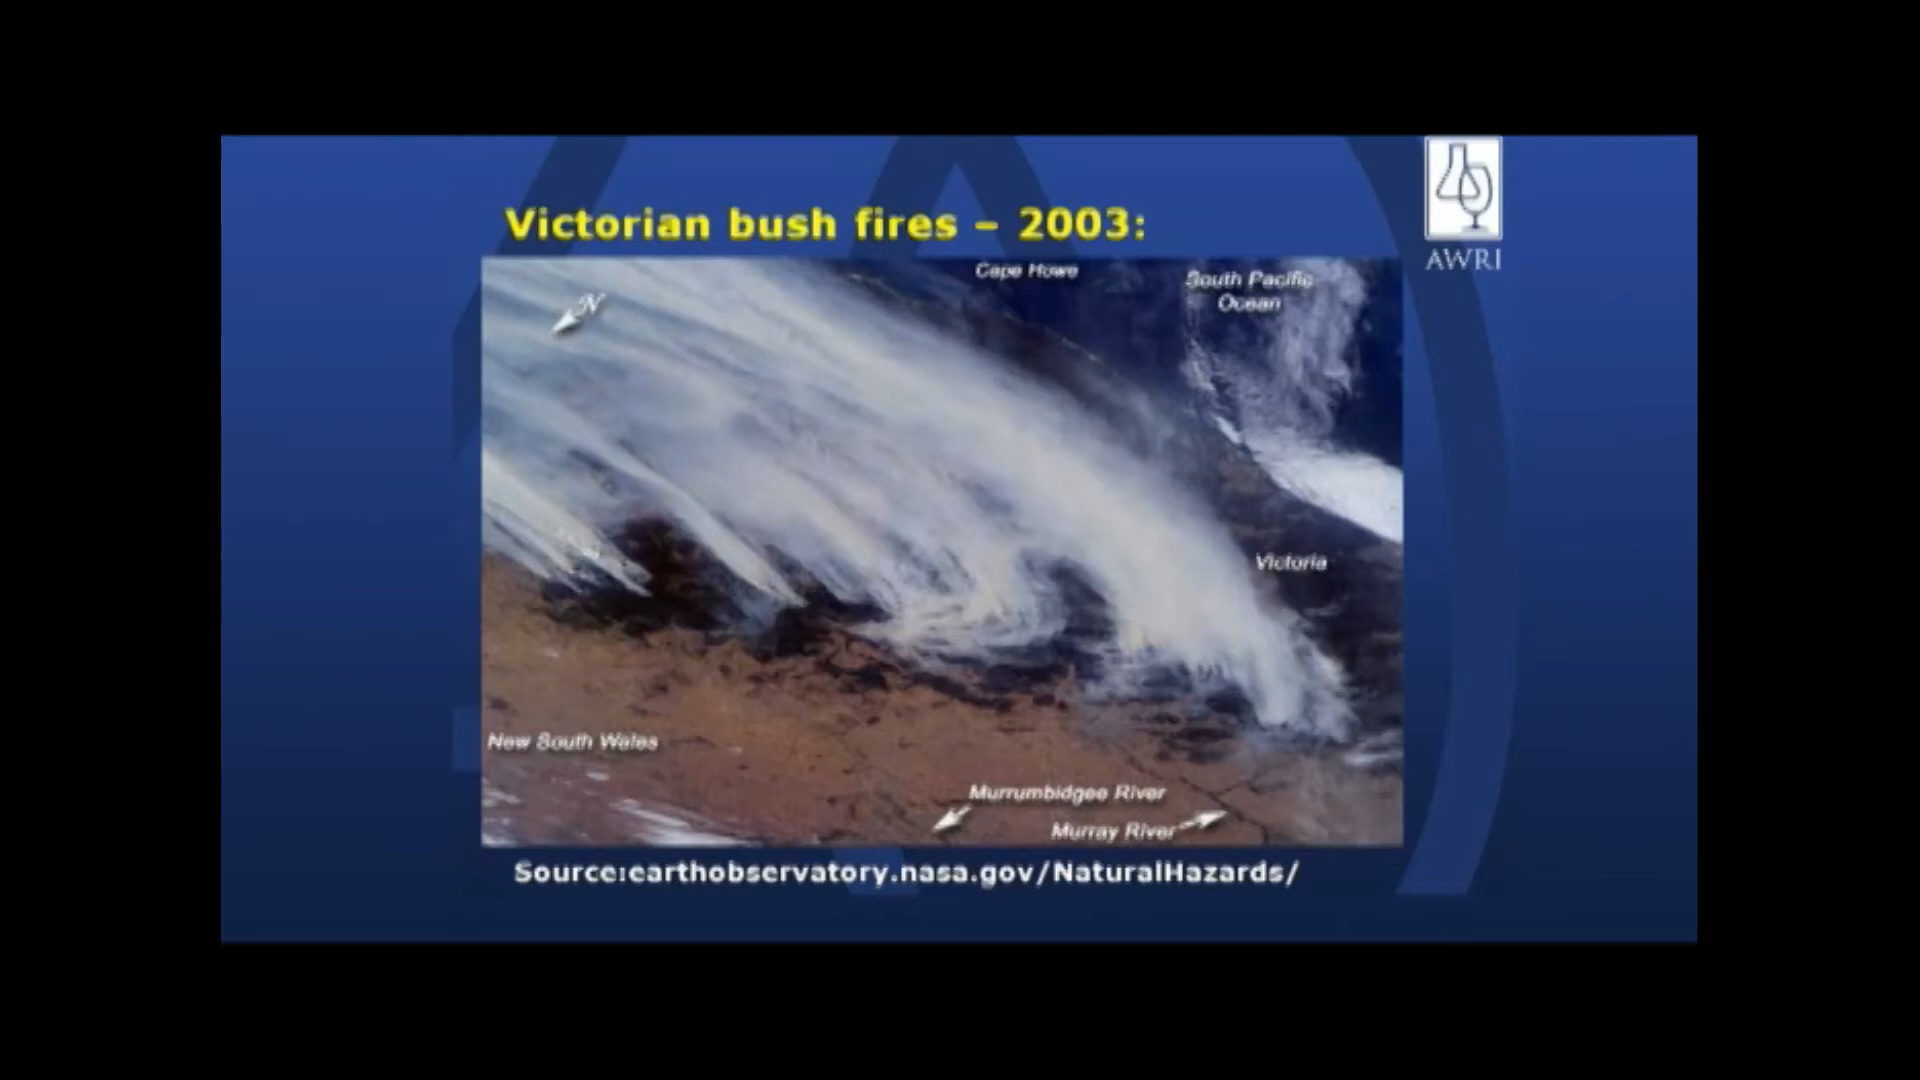 Victorian bush fires – 2003:
AWRI
Cape Howe
South Pacific
Ocean
N
Victoria
New South Wales
Murrumbidgee River
Murray River
Source:earthobservatory.nasa.gov/NaturalHazards/